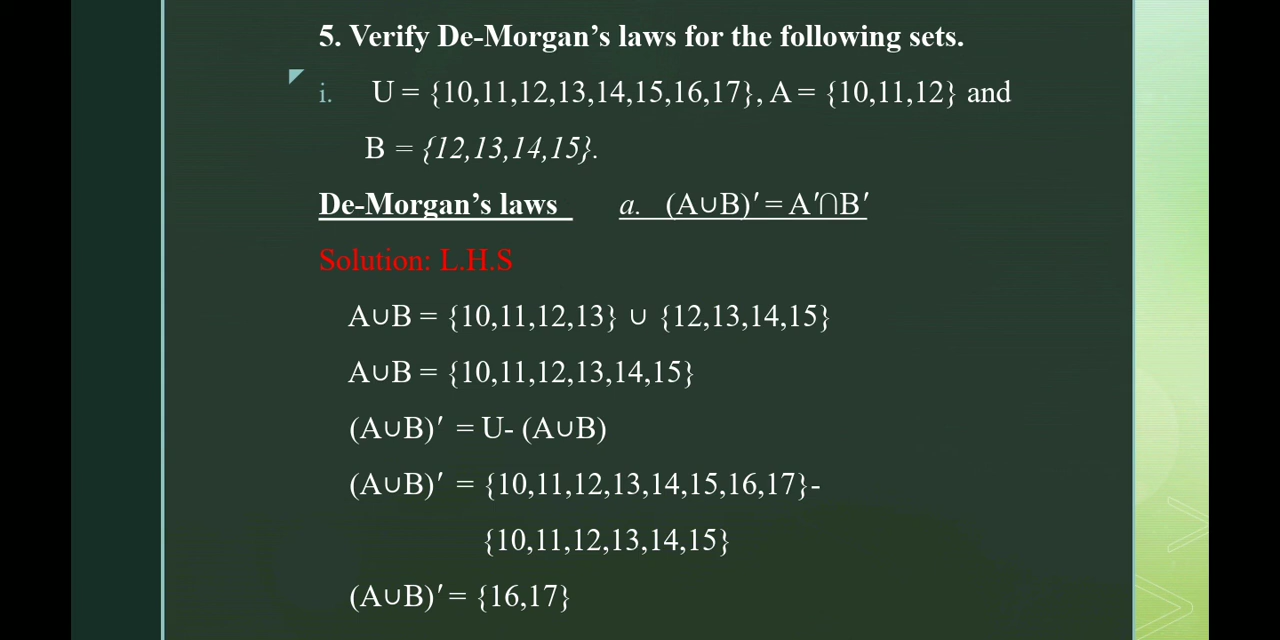 5. Verify De-Morgan’s laws for the following sets.
i. U = {10,11,12,13,14,15,16,17}, A = {10,11,12} and
B = {12,13,14,15}.
De-Morgan’s laws a. (A∪B)′ = A′⋂B′
Solution: L.H.S
A∪B = {10,11,12,13} ∪ {12,13,14,15}
A∪B = {10,11,12,13,14,15}
(A∪B)′ = U- (A∪B)
(A∪B)′ = {10,11,12,13,14,15,16,17}-
{10,11,12,13,14,15}
(A∪B)′ = {16,17}